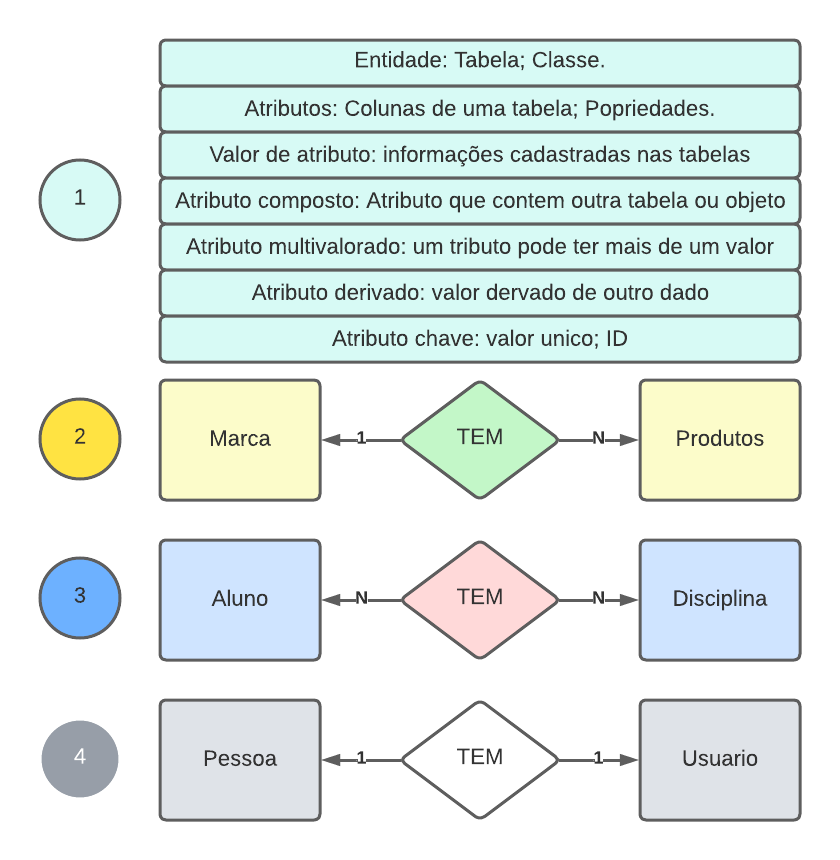 Entidade: Tabela; Classe.
Atributos: Colunas de uma tabela; Popriedades.
Valor de atributo: informações cadastradas nas tabelas
1
Atributo composto: Atributo que contem outra tabela ou objeto
Atributo multivalorado: um tributo pode ter mais de um valor
Atributo derivado: valor dervado de outro dado
Atributo chave: valor unico; ID
2
Marca
1
TEM
N
Produtos
3
Aluno
N
TEM
N
Disciplina
4
Pessoa
1
TEM
1
Usuario